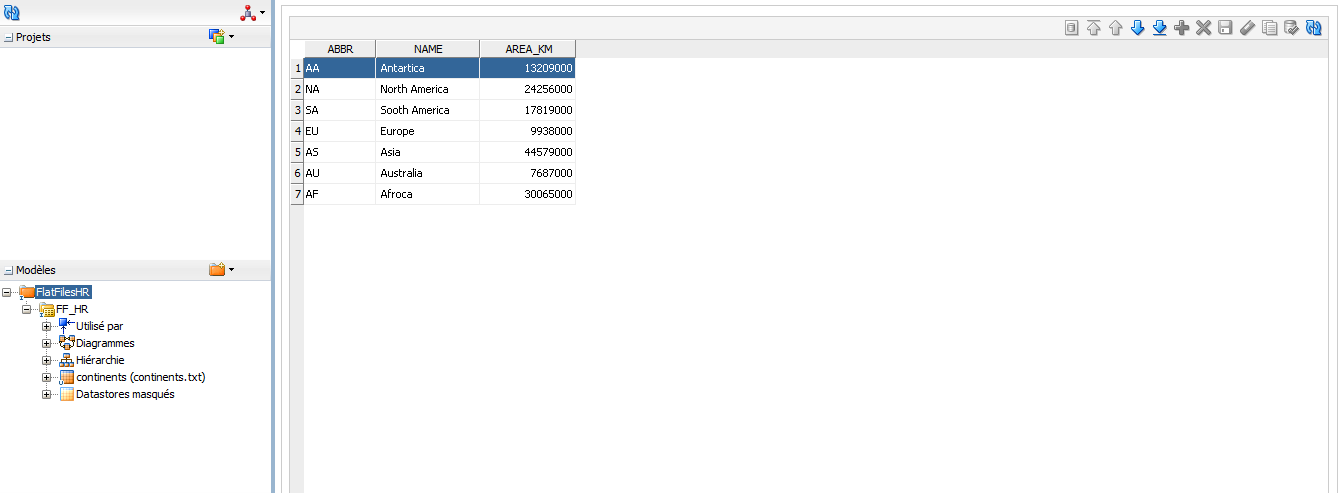 Projets
Modèles
FlatFilesHR
FF_HR
Utilisé par
Diagrammes
Hiérarchie
continents (continents.txt)
Datastores masqués
ABBR NAME AREA_KM
1 AA Antartica 13209000
2 NA North America 24256000
3 SA Sooth America 17819000
4 EU Europe 9938000
5 AS Asia 44579000
6 AU Australia 7687000
7 AF Afroca 30065000